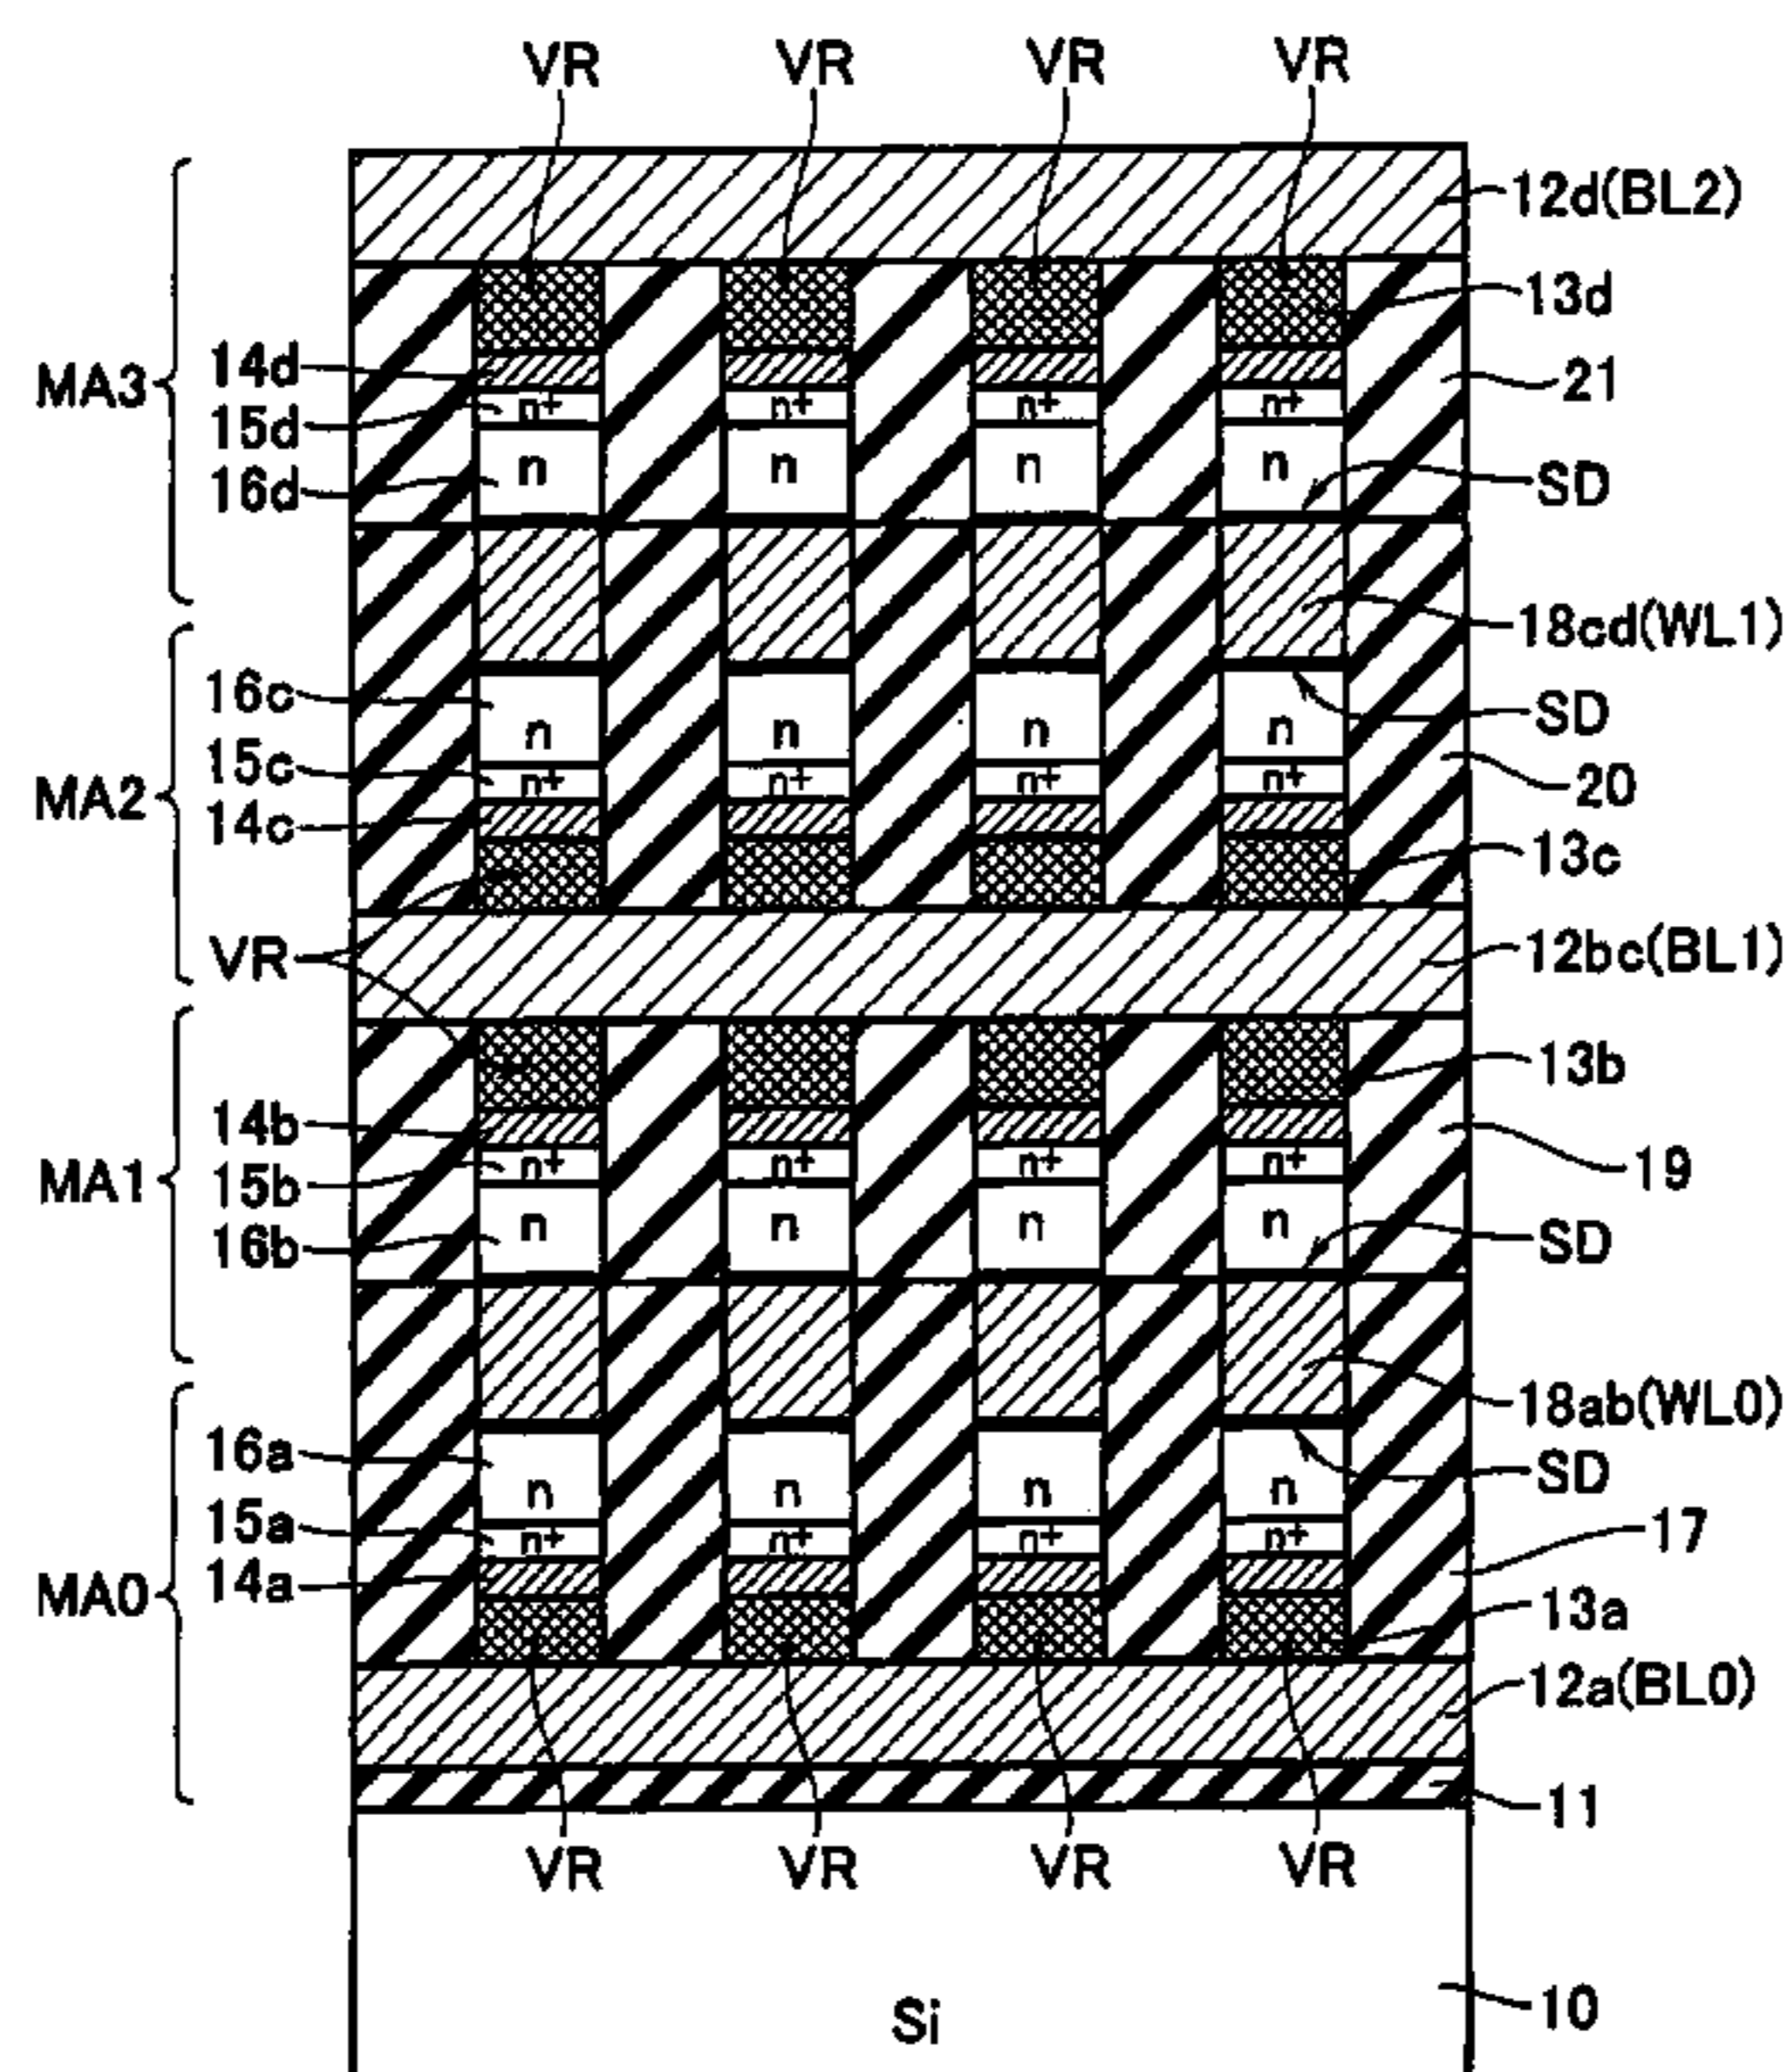 VR VR VR VR
12d(BL2)
13d
MA3
14d
21
15d n+ n+ n+ n+
16d n n n n SD
18cd(WL1)
16c
n n n n SD
15c n+ n+ n+ n+
MA2
20
14c
13c
VR
12bc(BL1)
13b
14b
19
MA1
15b n+ n+ n+ n+
16b n n n n SD
18ab(WL0)
16a
n n n n SD
15a n+ n+ n+ n+
17
14a
MA0
13a
12a(BL0)
11
VR VR VR VR
10
Si